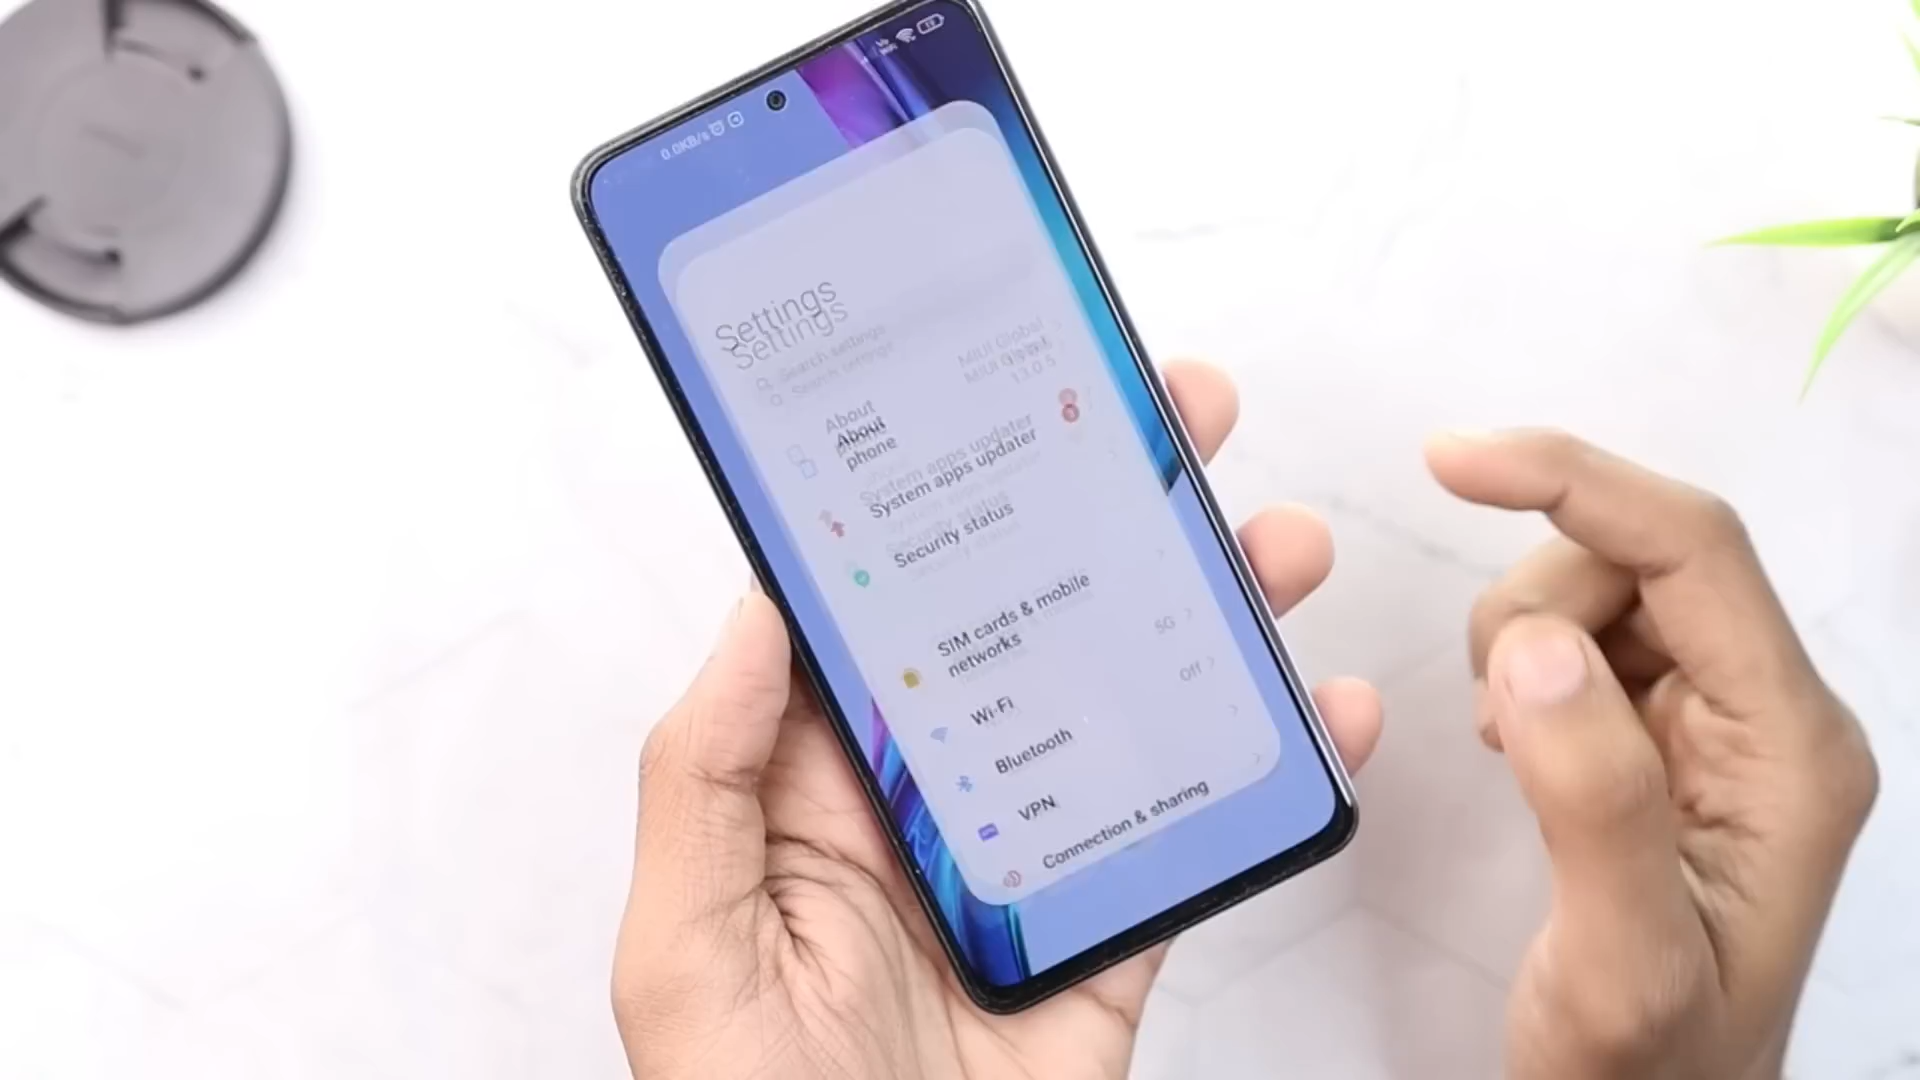 0.0KB/s
Settings
Search settings
MIUI Global
13.0.5
About
phone
System apps updater
Security status
SIM cards & mobile
networks
5G
Wi-Fi
Off
Bluetooth
VPN
Connection & sharing